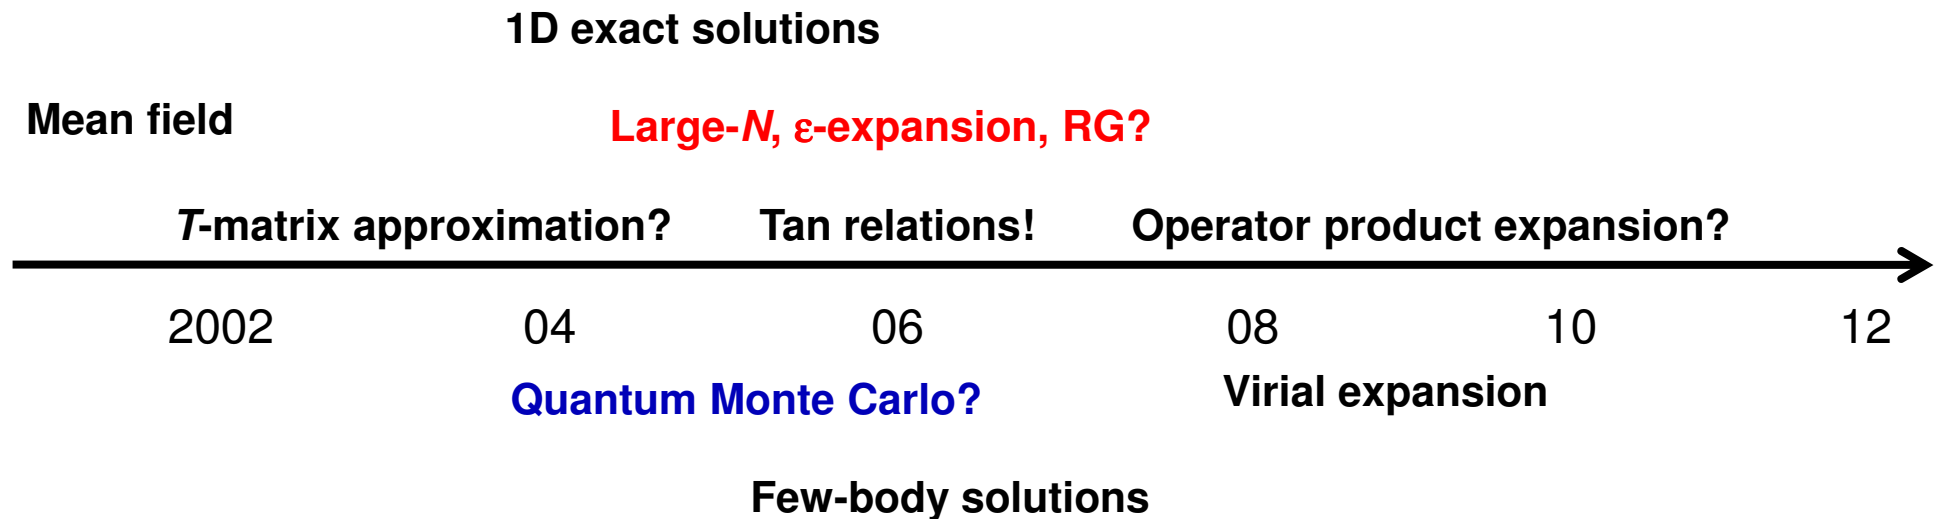 1D exact solutions
Mean field
Large-N, ε-expansion, RG?
T-matrix approximation? Tan relations! Operator product expansion?
2002 04 06 08 10 12
Quantum Monte Carlo? Virial expansion
Few-body solutions